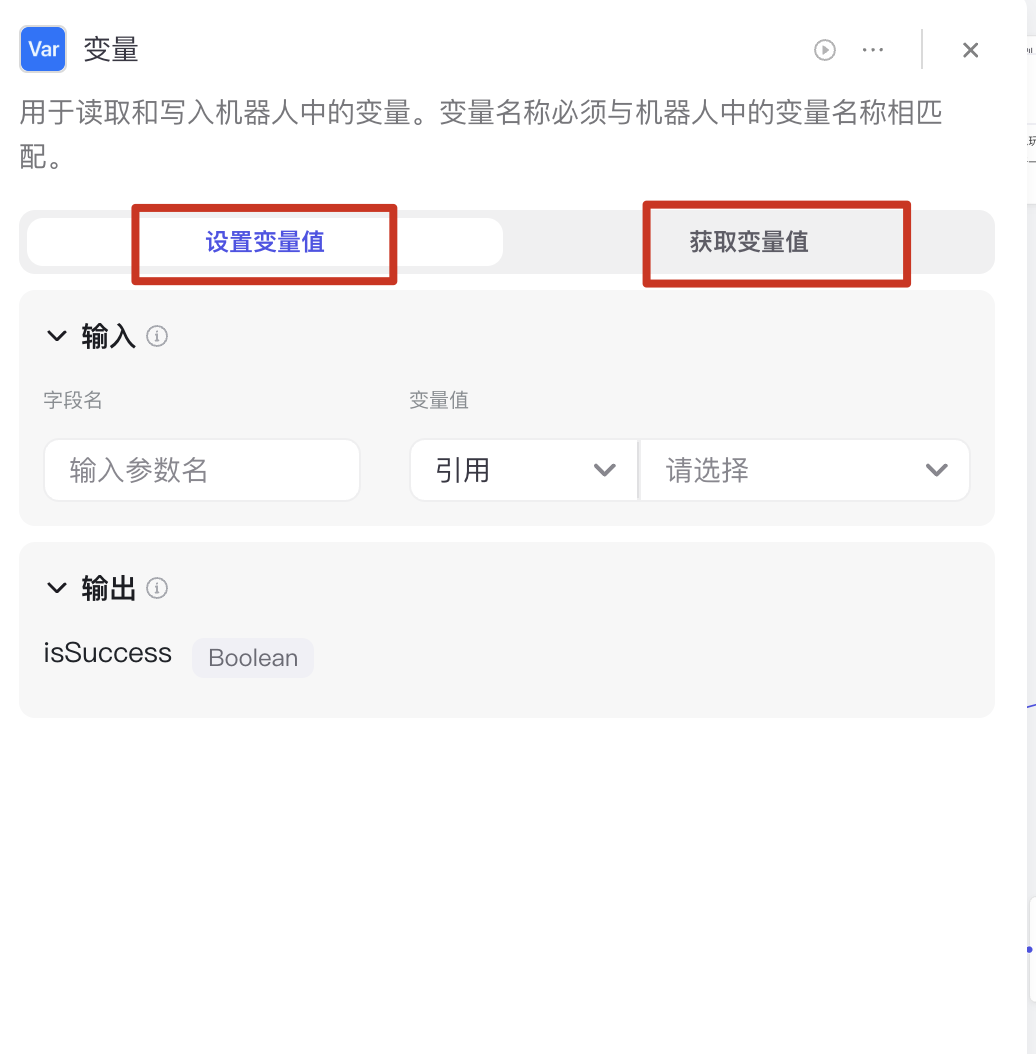 Var 变量
用于读取和写入机器人中的变量。变量名称必须与机器人中的变量名称相匹
配。
设置变量值 获取变量值
输入
字段名 变量值
输入参数名 引用 请选择
输出
isSuccess Boolean